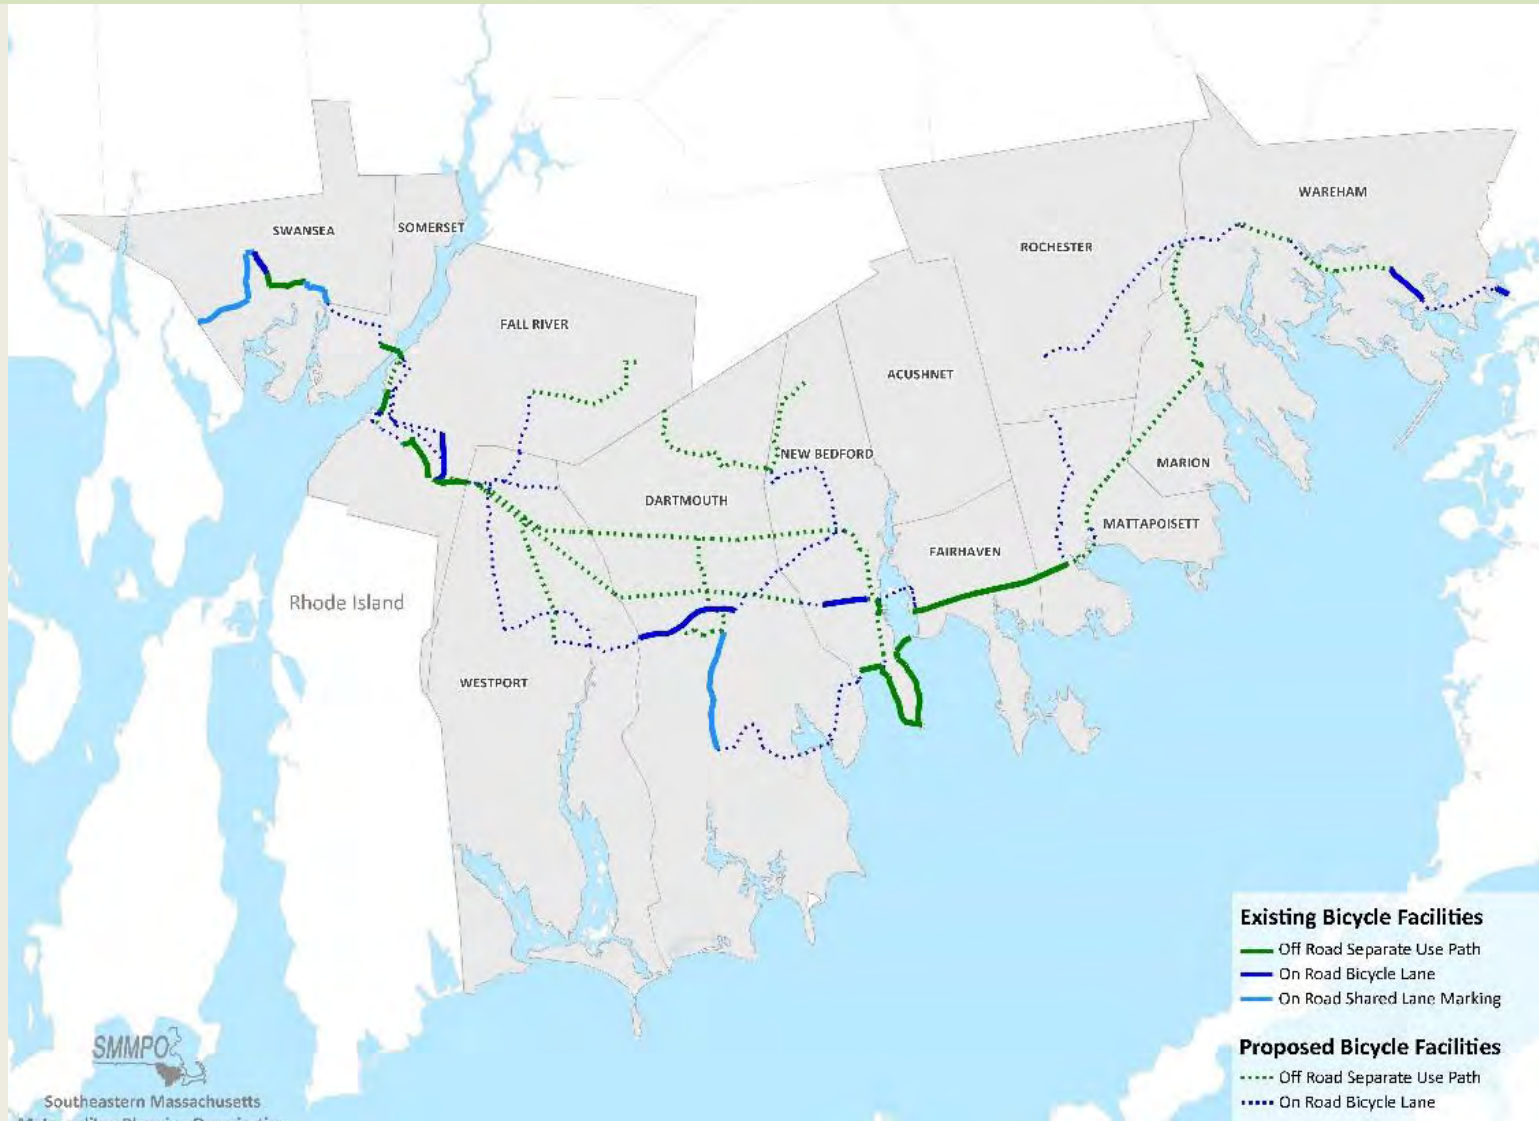 WAREHAM
SWANSEA
SOMERSET
ROCHESTER
FALL RIVER
ACUSHNET
NEW BEDFORD
MARION
DARTMOUTH
MATTAPOISETT
FAIRHAVEN
Rhode Island
WESTPORT
Existing Bicycle Facilities
Off Road Separate Use Path
On Road Bicycle Lane
On Road Shared Lane Marking
Proposed Bicycle Facilities
Off Road Separate Use Path
On Road Bicycle Lane
SMMPO
Southeastern Massachusetts